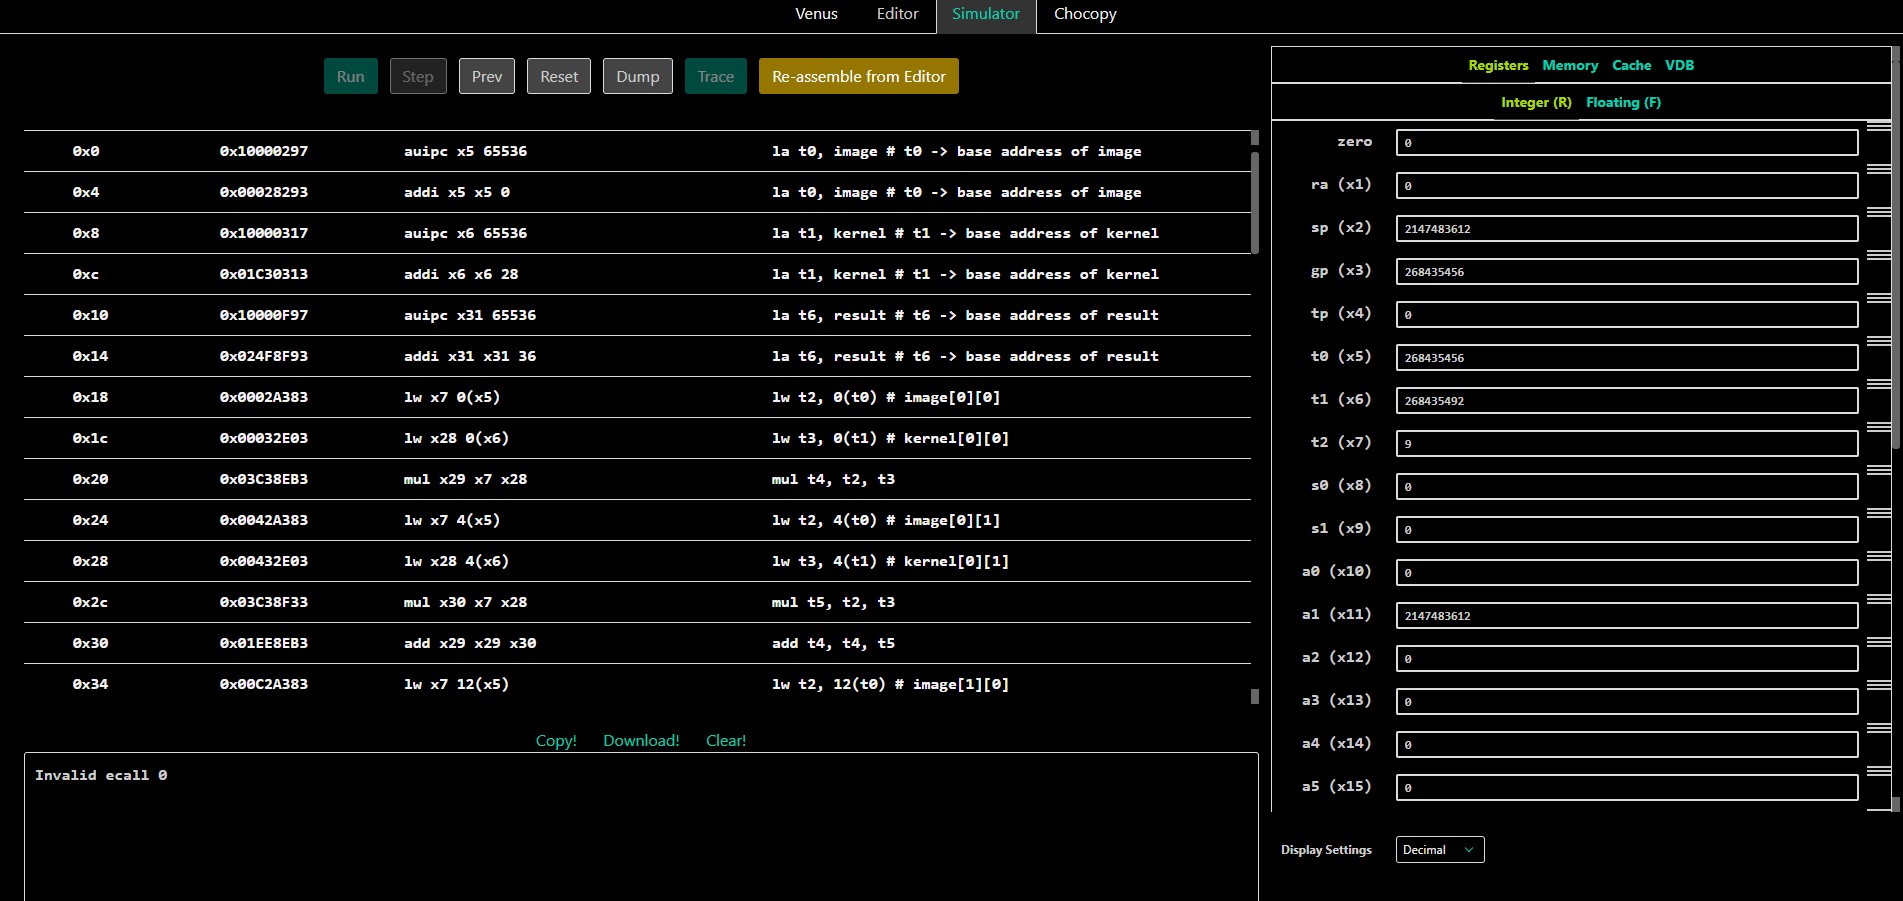 Venus Editor Simulator Chocopy
Run Step Prev Reset Dump Trace Re-assemble from Editor
0x0 0x10000297 auipc x5 65536 la t0, image # t0 -> base address of image
0x4 0x00028293 addi x5 x5 0 la t0, image # t0 -> base address of image
0x8 0x10000317 auipc x6 65536 la t1, kernel # t1 -> base address of kernel
0xc 0x01C30313 addi x6 x6 28 la t1, kernel # t1 -> base address of kernel
0x10 0x10000F97 auipc x31 65536 la t6, result # t6 -> base address of result
0x14 0x024F8F93 addi x31 x31 36 la t6, result # t6 -> base address of result
0x18 0x0002A383 lw x7 0(x5) lw t2, 0(t0) # image[0][0]
0x1c 0x00032E03 lw x28 0(x6) lw t3, 0(t1) # kernel[0][0]
0x20 0x03C38EB3 mul x29 x7 x28 mul t4, t2, t3
0x24 0x0042A383 lw x7 4(x5) lw t2, 4(t0) # image[0][1]
0x28 0x00432E03 lw x28 4(x6) lw t3, 4(t1) # kernel[0][1]
0x2c 0x03C38F33 mul x30 x7 x28 mul t5, t2, t3
0x30 0x01EE8EB3 add x29 x29 x30 add t4, t4, t5
0x34 0x00C2A383 lw x7 12(x5) lw t2, 12(t0) # image[1][0]
Copy! Download! Clear!
Invalid ecall 0
Registers Memory Cache VDB
Integer (R) Floating (F)
zero 0
ra (x1) 0
sp (x2) 2147483612
gp (x3) 268435456
tp (x4) 0
t0 (x5) 268435456
t1 (x6) 268435492
t2 (x7) 9
s0 (x8) 0
s1 (x9) 0
a0 (x10) 0
a1 (x11) 2147483612
a2 (x12) 0
a3 (x13) 0
a4 (x14) 0
a5 (x15) 0
Display Settings Decimal